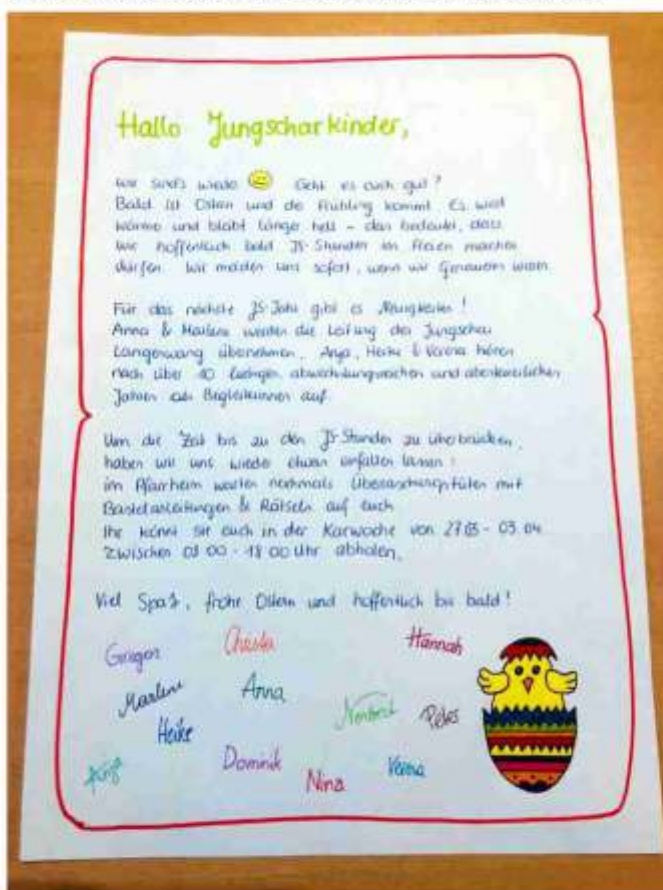 Hallo Jungscharkinder,
wir sind's wieder Geht es euch gut?
Bald ist Ostern und der Frühling kommt. Es wird
wärmer und bleibt länger hell - das bedeutet, dass
wir hoffentlich bald JS-Stunden im Freien machen
dürfen. Wir melden uns sofort, wenn wir Genaueres wissen.
Für das nächste JS-Jahr gibt es Neuigkeiten!
Anna & Marlene werden die Leitung der Jungschar
Langenwang übernehmen. Anja, Heike & Verena hören
nach über 10 lustigen, abwechslungsreichen und abenteuerlichen
Jahren als Begleiterinnen auf.
Um die Zeit bis zu den JS-Stunden zu überbrücken,
haben wir uns wieder etwas einfallen lassen:
im Pfarrheim warten nochmals Überraschungstüten mit
Bastelanleitungen & Rätseln auf euch
Ihr könnt sie euch in der Karwoche von 27.03 - 03.04
zwischen 08 00 - 18 00 Uhr abholen.
Viel Spaß, frohe Ostern und hoffentlich bis bald!
Gregor Christa Hannah
Marlene Anna Norbert
Heike
Anja Dominik Nina Verena